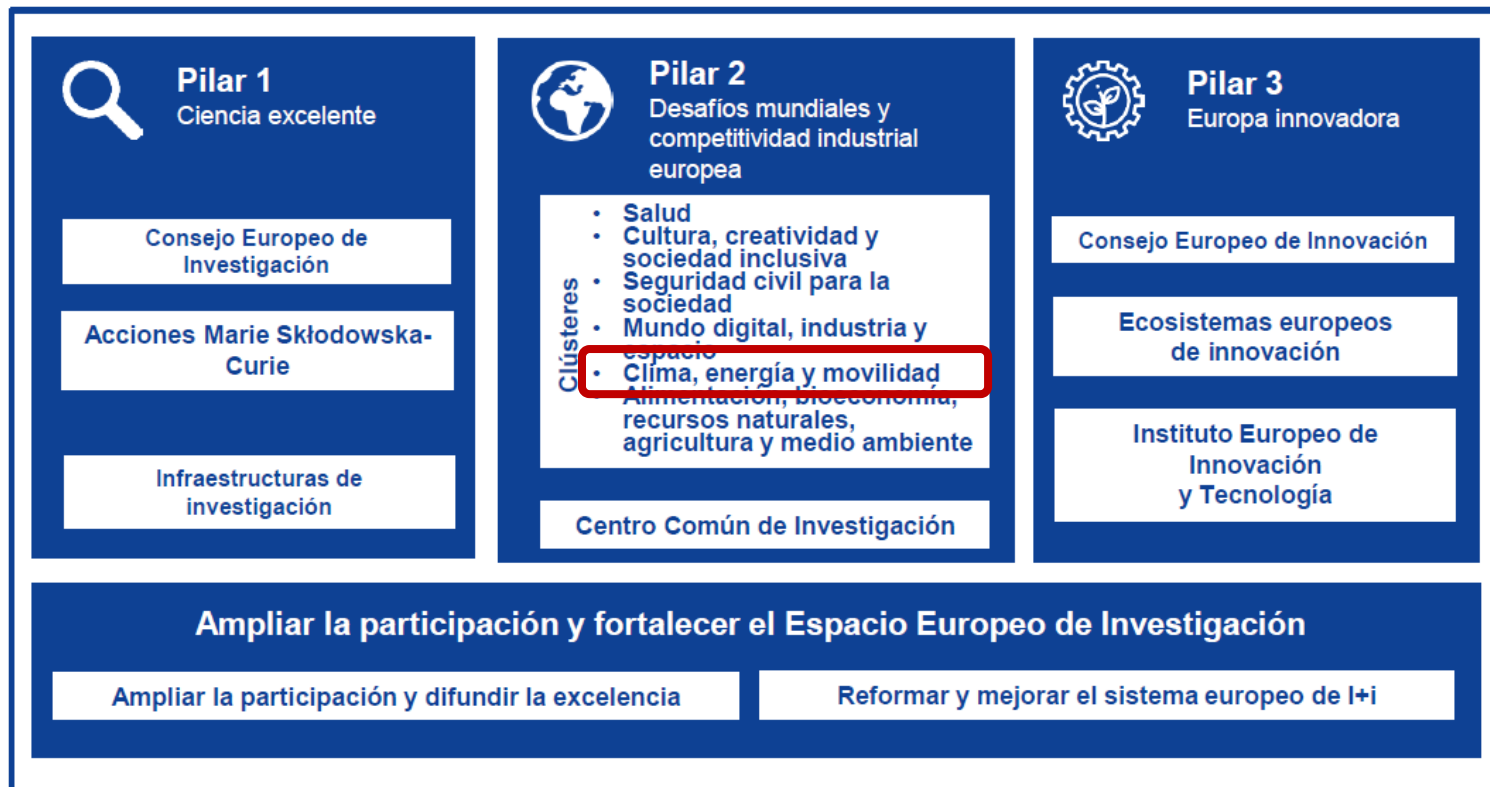 Pilar 1
Ciencia excelente
Consejo Europeo de
Investigación
Acciones Marie Skłodowska-
Curie
Infraestructuras de
investigación
Pilar 2
Desafíos mundiales y
competitividad industrial
europea
Clústeres
• Salud
• Cultura, creatividad y
sociedad inclusiva
• Seguridad civil para la
sociedad
• Mundo digital, industria y
espacio
• Clima, energía y movilidad
• Alimentación, bioeconomía,
recursos naturales,
agricultura y medio ambiente
Centro Común de Investigación
Pilar 3
Europa innovadora
Consejo Europeo de Innovación
Ecosistemas europeos
de innovación
Instituto Europeo de
Innovación
y Tecnología
Ampliar la participación y fortalecer el Espacio Europeo de Investigación
Ampliar la participación y difundir la excelencia
Reformar y mejorar el sistema europeo de I+i